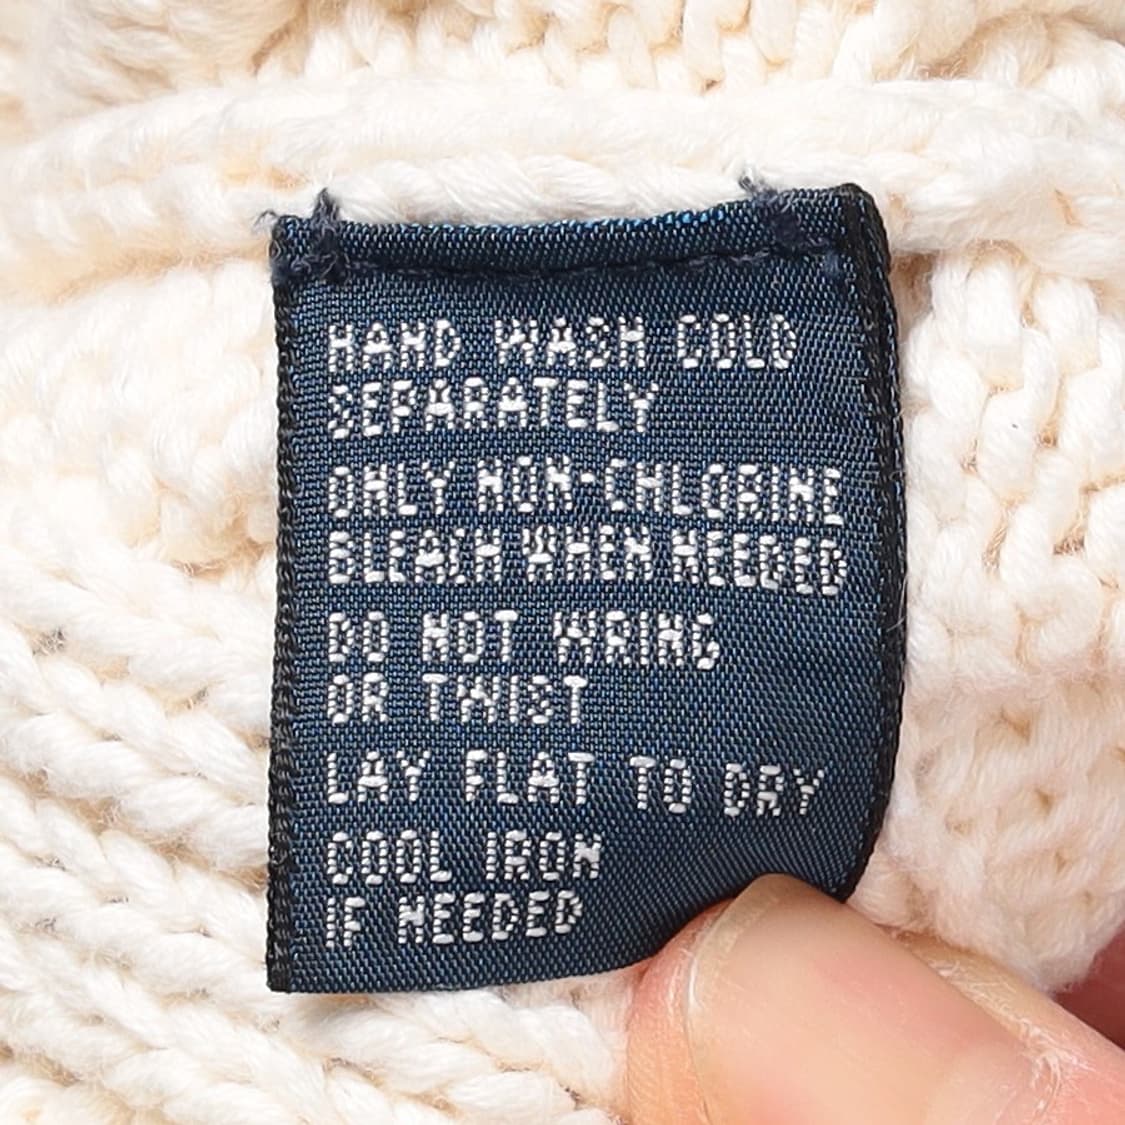 HAND WASH COLD
SEPARATELY
ONLY NON-CHLORINE
BLEACH WHEN NEEDED
DO NOT WRING
OR TWIST
LAY FLAT TO DRY
COOL IRON
IF NEEDED